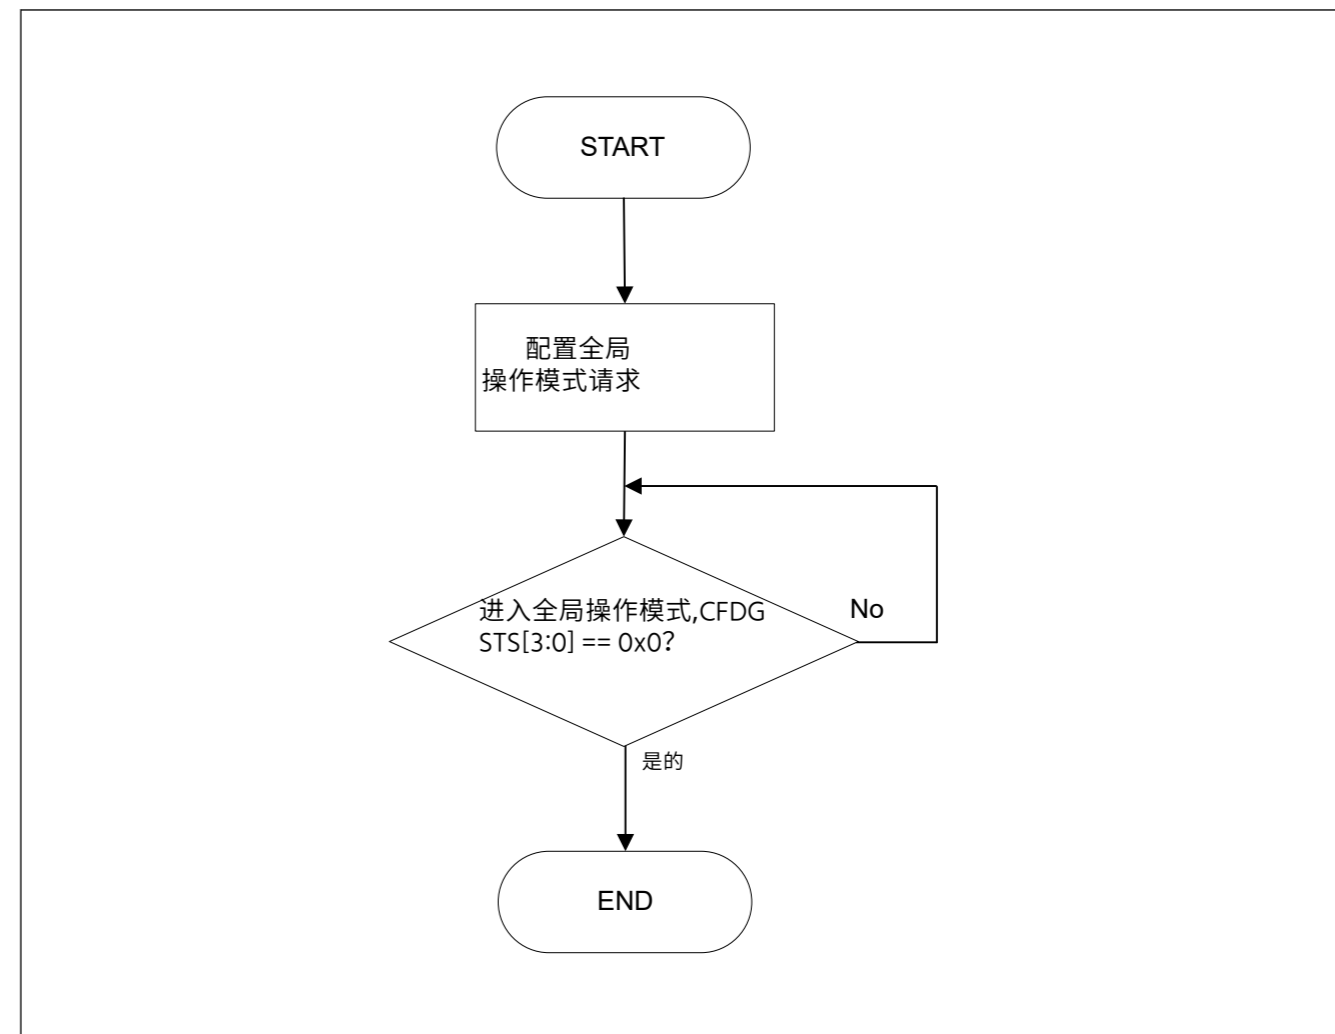 START
配置全局
操作模式请求
进入全局操作模式,CFDG
STS[3:0] == 0x0?
No
是的
END